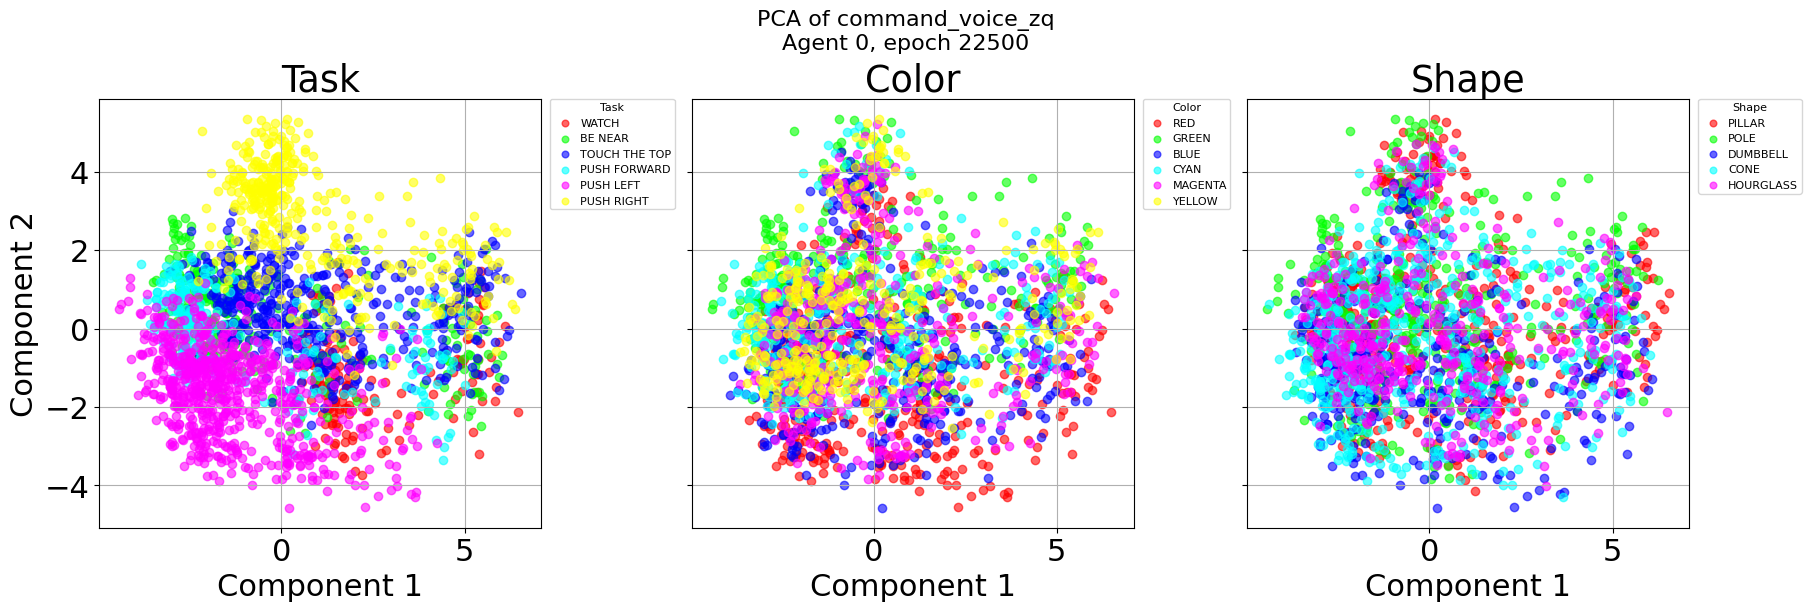 PCA of command_voice_zq
Agent 0, epoch 22500
Task
Color
Shape
Task
WATCH
BE NEAR
TOUCH THE TOP
PUSH FORWARD
PUSH LEFT
PUSH RIGHT
Color
RED
GREEN
BLUE
CYAN
MAGENTA
YELLOW
Shape
PILLAR
POLE
DUMBBELL
CONE
HOURGLASS
Component 2
4
2
0
−2
−4
0
5
0
5
0
5
Component 1
Component 1
Component 1